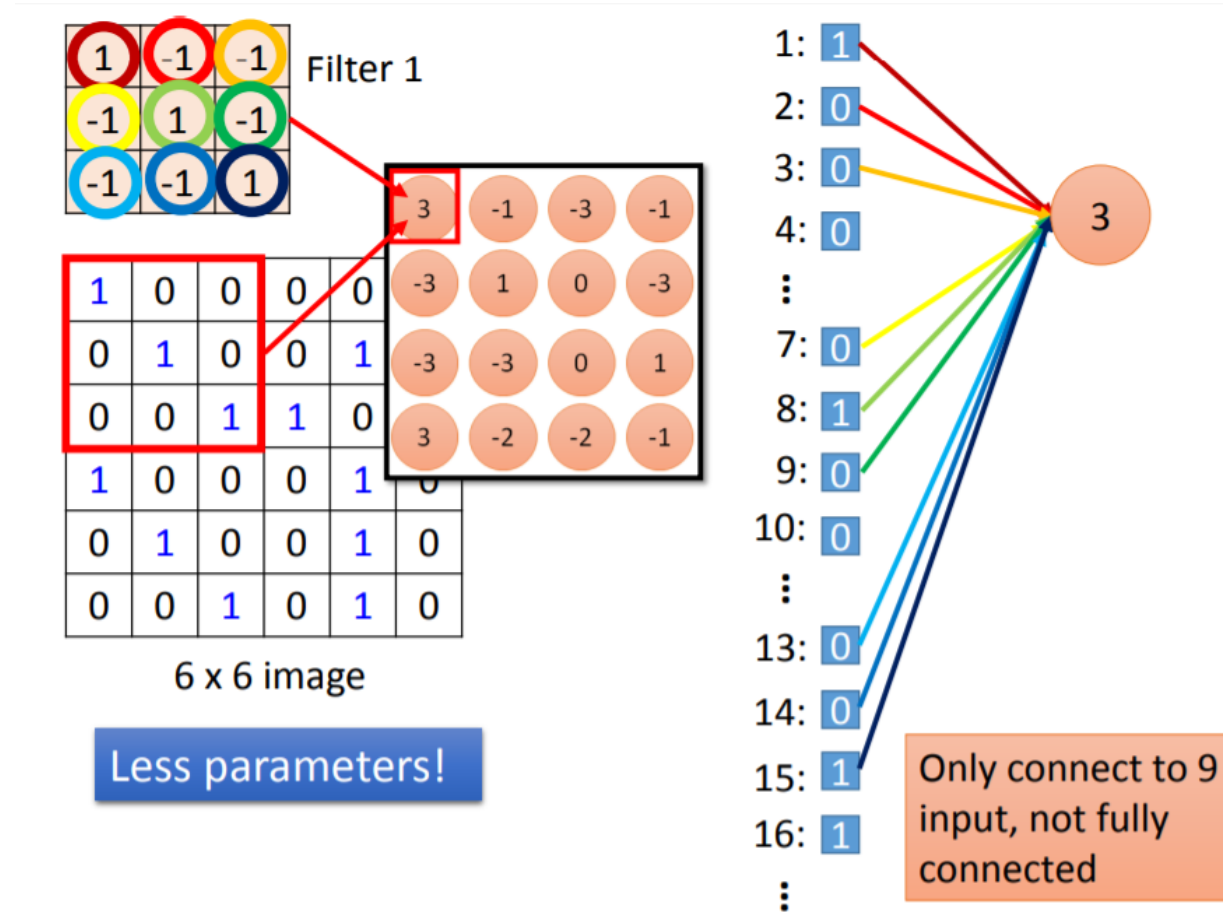 1 -1 -1
Filter 1
-1 1 -1
-1 -1 1
3 -1 -3 -1
-3 1 0 -3
-3 -3 0 1
3 -2 -2 -1
1 0 0 0 0
0 1 0 0 1
0 0 1 1 0
1 0 0 0 1 0
0 1 0 0 1 0
0 0 1 0 1 0
6 x 6 image
Less parameters!
1: 1
2: 0
3: 0
4: 0
⋮
7: 0
8: 1
9: 0
10: 0
⋮
13: 0
14: 0
15: 1
16: 1
⋮
3
Only connect to 9
input, not fully
connected